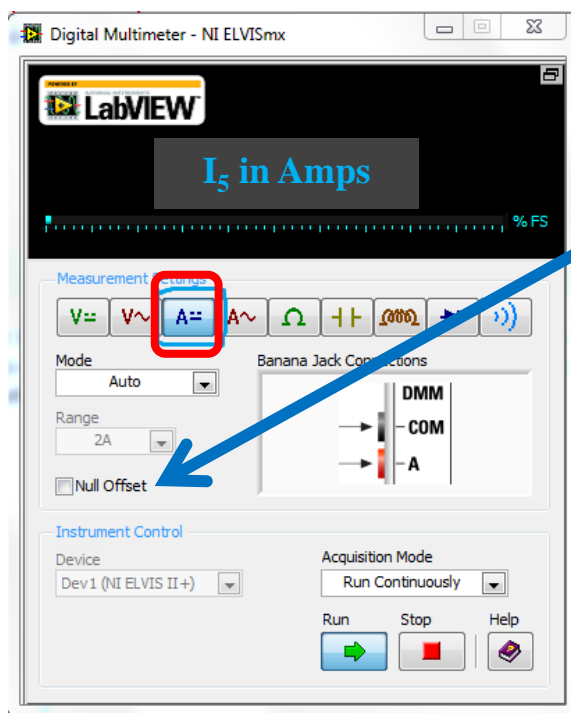 Digital Multimeter - NI ELVISmx
LabVIEW
I₅ in Amps
% FS
Measurement Settings
V⎓ V~ A⎓ A~ Ω
Mode
Banana Jack Connections
Auto
DMM
COM
A
Range
2A
Null Offset
Instrument Control
Device
Acquisition Mode
Dev1 (NI ELVIS II+)
Run Continuously
Run Stop Help